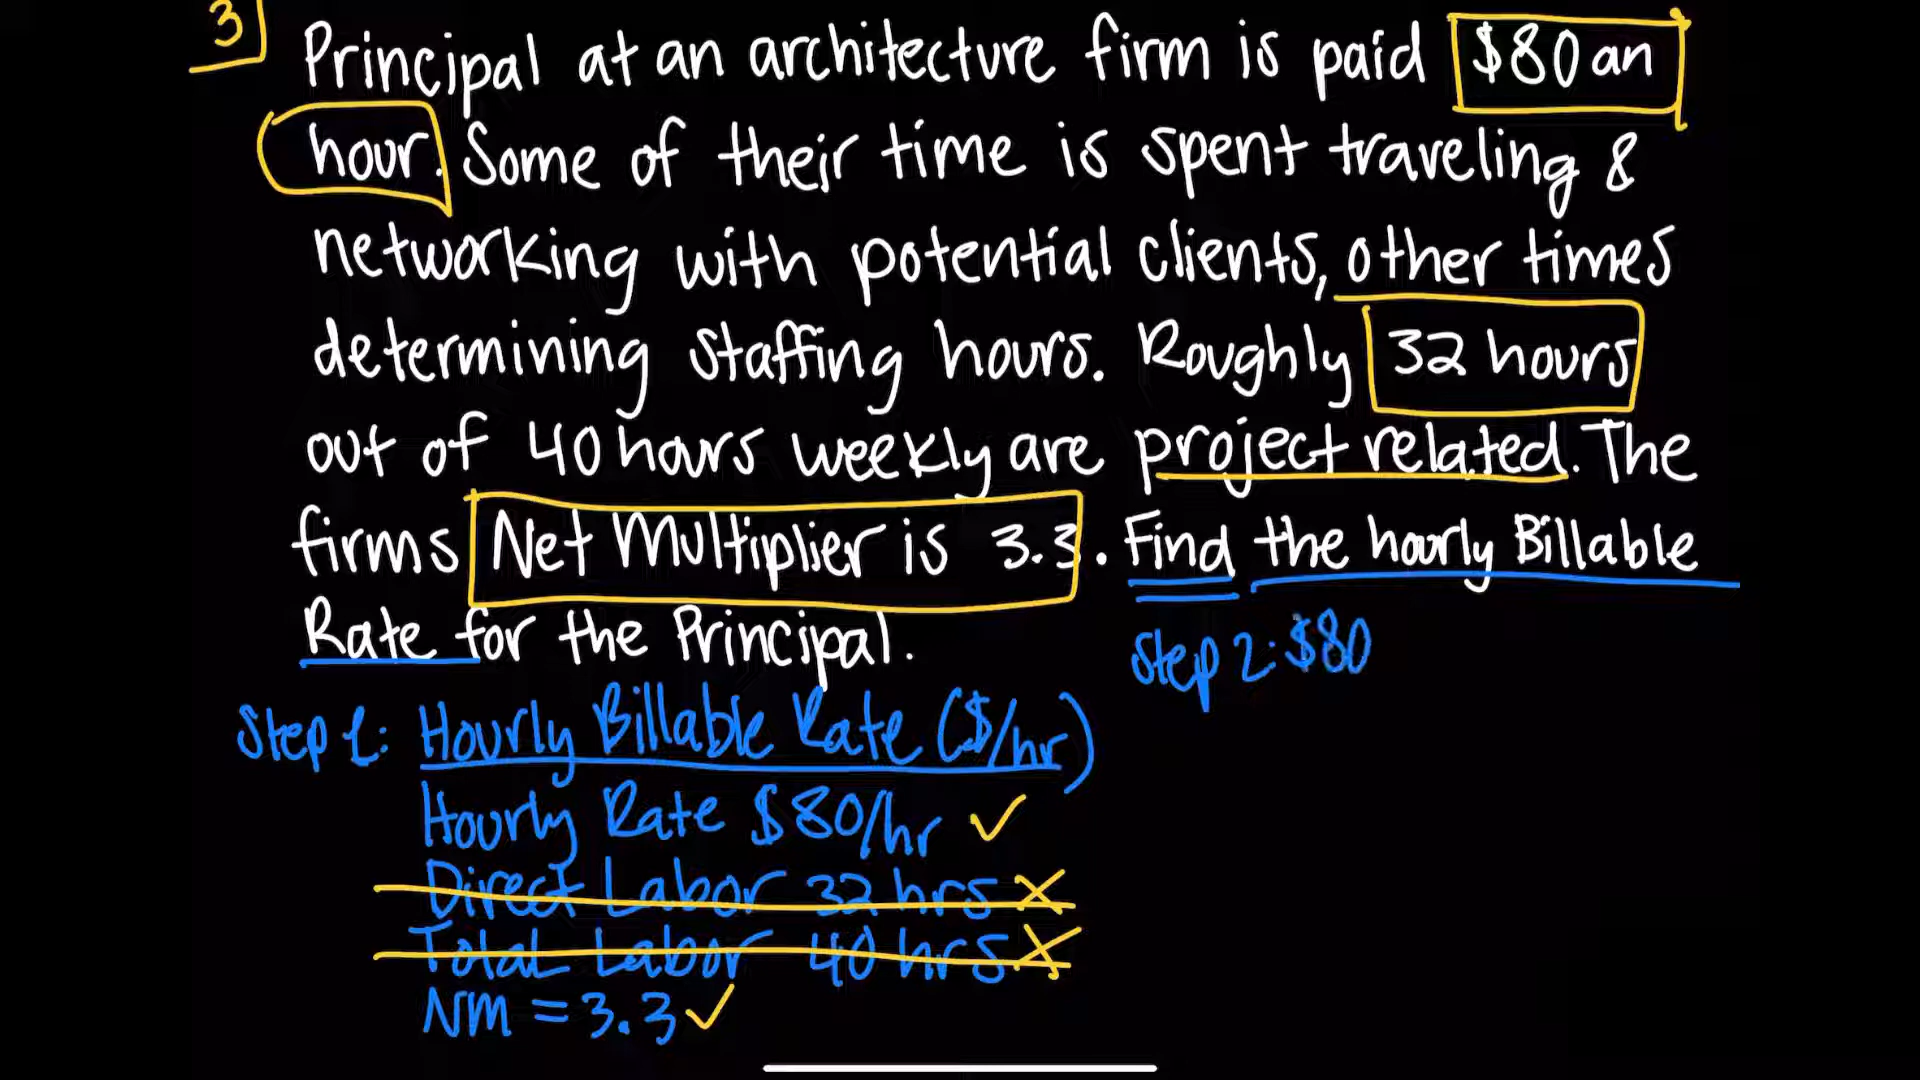 3
Principal at an architecture firm is paid $80 an
hour. Some of their time is spent traveling &
networking with potential clients, other times
determining staffing hours. Roughly 32 hours
out of 40 hours weekly are project related. The
firms Net Multiplier is 3.3. Find the hourly Billable
Rate for the Principal.
Step 2: $80
Step 1: Hourly Billable Rate ($/hr)
Hourly Rate $80/hr ✓
Direct Labor 32 hrs X
Total Labor 40 hrs X
NM = 3.3 ✓